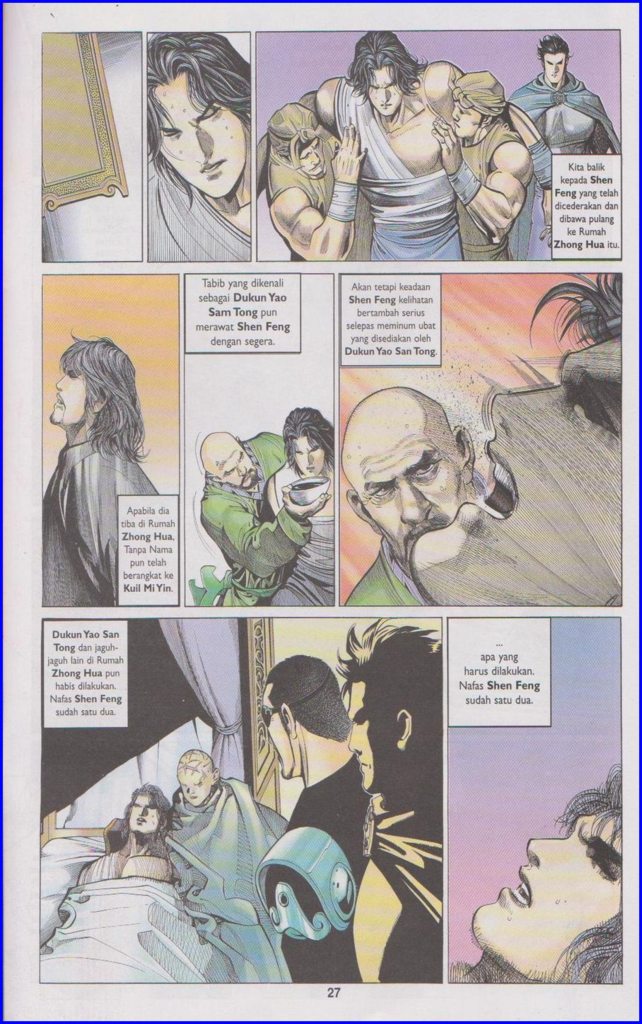 Kita balik
kepada Shen
Feng yang telah
dicederakan dan
dibawa pulang
ke Rumah
Zhong Hua itu.
Apabila dia
tiba di Rumah
Zhong Hua,
Tanpa Nama
pun telah
berangkat ke
Kuil Mi Yin.
Tabib yang dikenali
sebagai Dukun Yao
Sam Tong pun
merawat Shen Feng
dengan segera.
Akan tetapi keadaan
Shen Feng kelihatan
bertambah serius
selepas meminum ubat
yang disediakan oleh
Dukun Yao San Tong.
Dukun Yao San
Tong dan jaguh-
jaguh lain di Rumah
Zhong Hua pun
habis dilakukan.
Nafas Shen Feng
sudah satu dua.
...
apa yang
harus dilakukan.
Nafas Shen Feng
sudah satu dua.
27